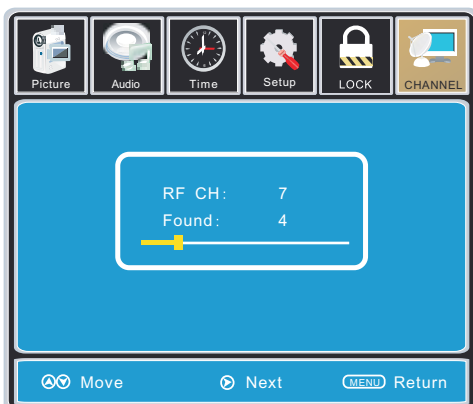 Picture Audio Time Setup LOCK CHANNEL
RF CH: 7
Found: 4
Move Next MENU Return